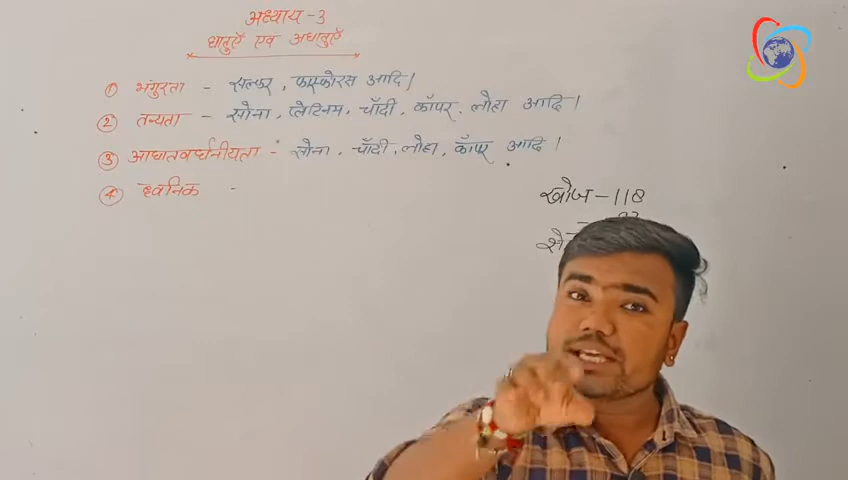 अध्याय - 3
धातुएँ एवं अधातुएँ
① भंगुरता - सल्फर, फास्फोरस आदि।
② तन्यता - सोना, प्लेटिनम, चाँदी, कॉपर, लोहा आदि।
③ आघातवर्धनीयता - सोना, चाँदी, लोहा, कॉपर आदि।
④ ध्वनिक -
खोज - 118